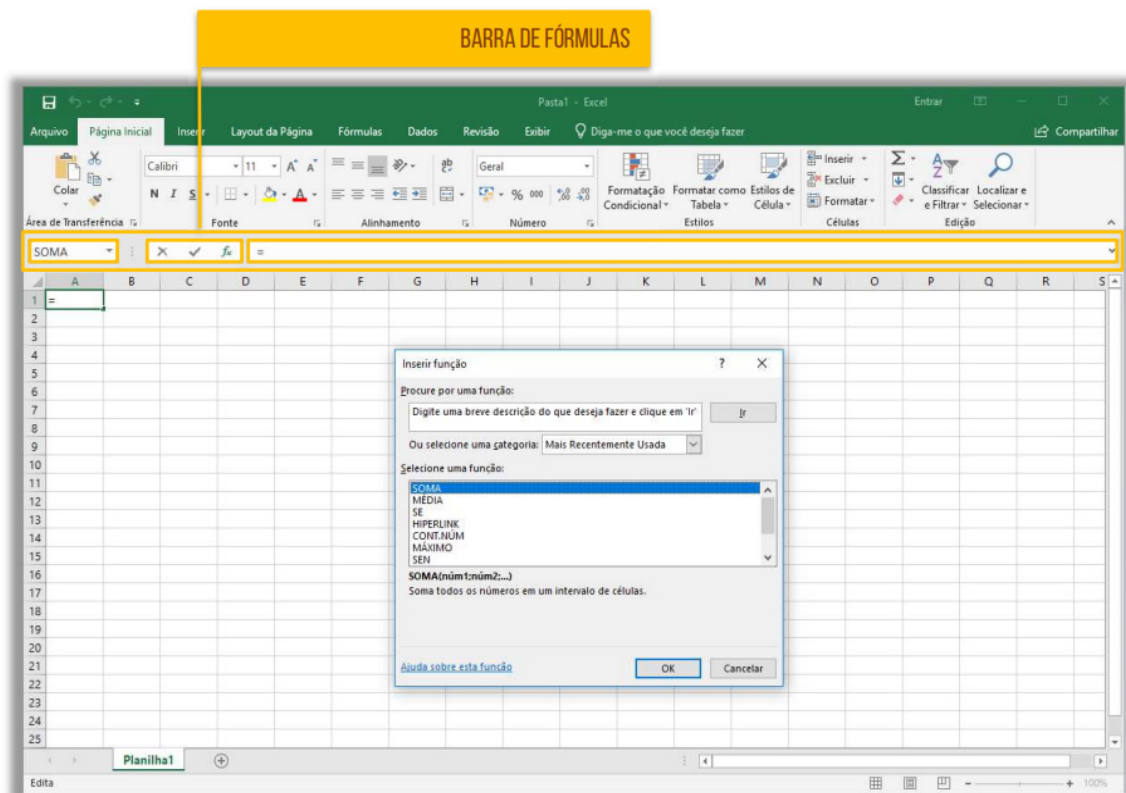 BARRA DE FÓRMULAS
Pasta1 - Excel
Entrar
Arquivo Página Inicial Inserir Layout da Página Fórmulas Dados Revisão Exibir Diga-me o que você deseja fazer Compartilhar
Colar
Calibri 11 A A
N I S A
ab
Geral
% 000
Formatação Condicional
Formatar como Tabela
Estilos de Célula
Inserir
Excluir
Formatar
Classificar e Filtrar
Localizar e Selecionar
Área de Transferência Fonte Alinhamento Número Estilos Células Edição
SOMA fx =
A B C D E F G H I J K L M N O P Q R S
1 =
2
3
4
5
6
7
8
9
10
11
12
13
14
15
16
17
18
19
20
21
22
23
24
25
Inserir função ?
Procure por uma função:
Digite uma breve descrição do que deseja fazer e clique em 'Ir'
Ir
Ou selecione uma categoria: Mais Recentemente Usada
Selecione uma função:
SOMA
MÉDIA
SE
HIPERLINK
CONT.NÚM
MÁXIMO
SEN
SOMA(núm1;núm2;...)
Soma todos os números em um intervalo de células.
Ajuda sobre esta função
OK Cancelar
Planilha1
Edita
100%